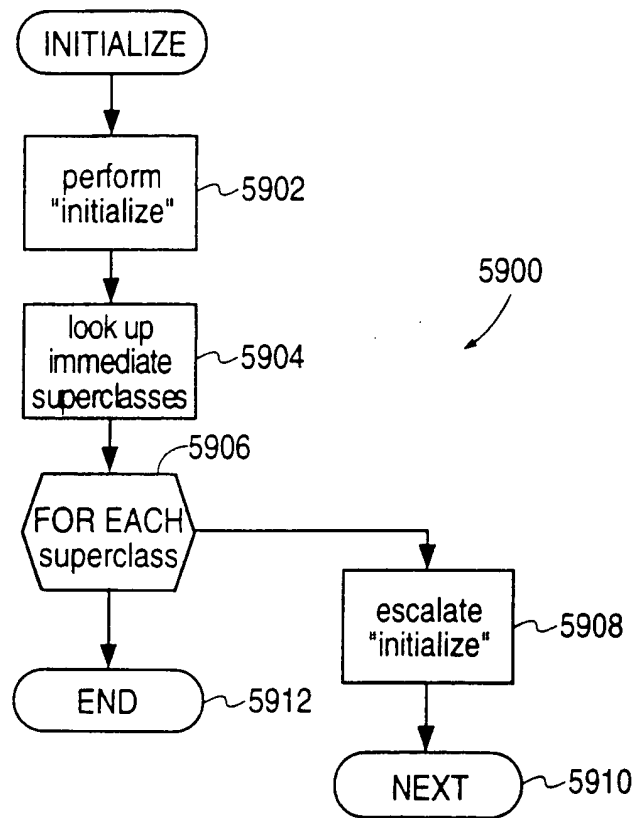 INITIALIZE
perform
"initialize"
5902
5900
look up
immediate
superclasses
5904
5906
FOR EACH
superclass
escalate
"initialize"
5908
END
5912
NEXT
5910